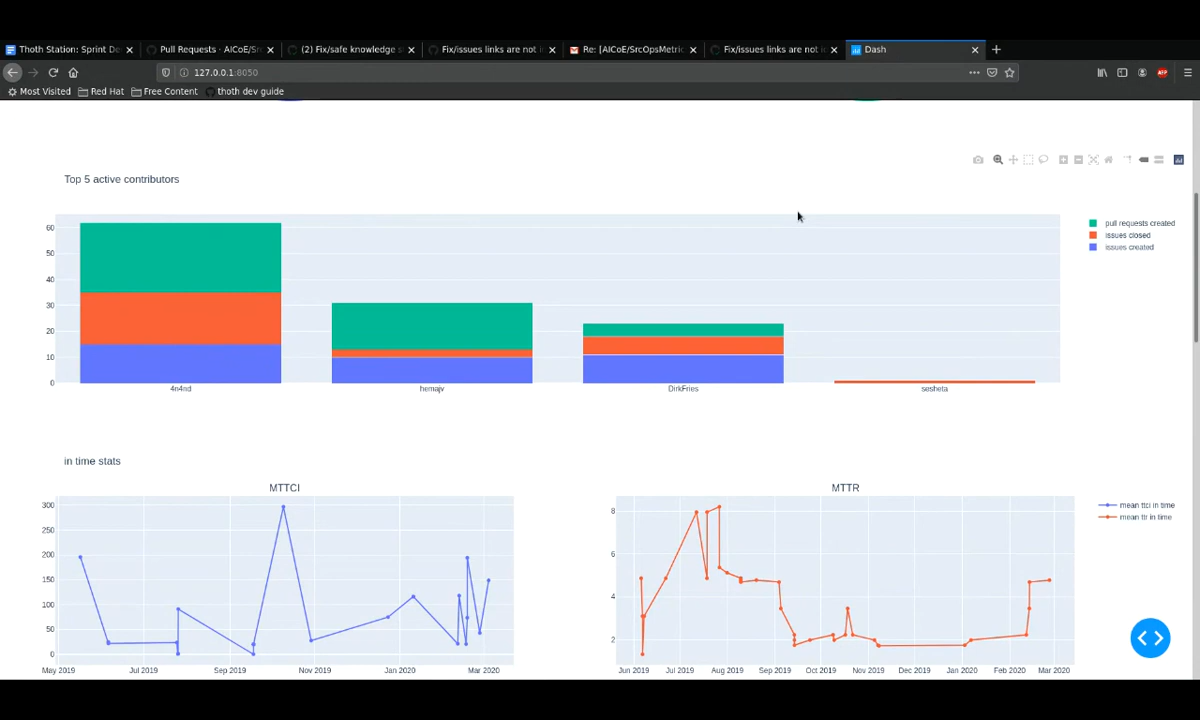 Thoth Station: Sprint De
Pull Requests · AICoE/Sr
(2) Fix/safe knowledge s
Fix/issues links are not in
Re: [AICoE/SrcOpsMetric
Fix/issues links are not in
Dash
127.0.0.1:8050
Most Visited
Red Hat
Free Content
thoth dev guide
ABP
Top 5 active contributors
60
50
40
30
20
10
0
4n4nd
hemajv
DirkFries
sesheta
pull requests created
issues closed
issues created
in time stats
MTTCI
300
250
200
150
100
50
0
May 2019
Jul 2019
Sep 2019
Nov 2019
Jan 2020
Mar 2020
MTTR
8
6
4
2
Jun 2019
Jul 2019
Aug 2019
Sep 2019
Oct 2019
Nov 2019
Dec 2019
Jan 2020
Feb 2020
Mar 2020
mean ttci in time
mean ttr in time